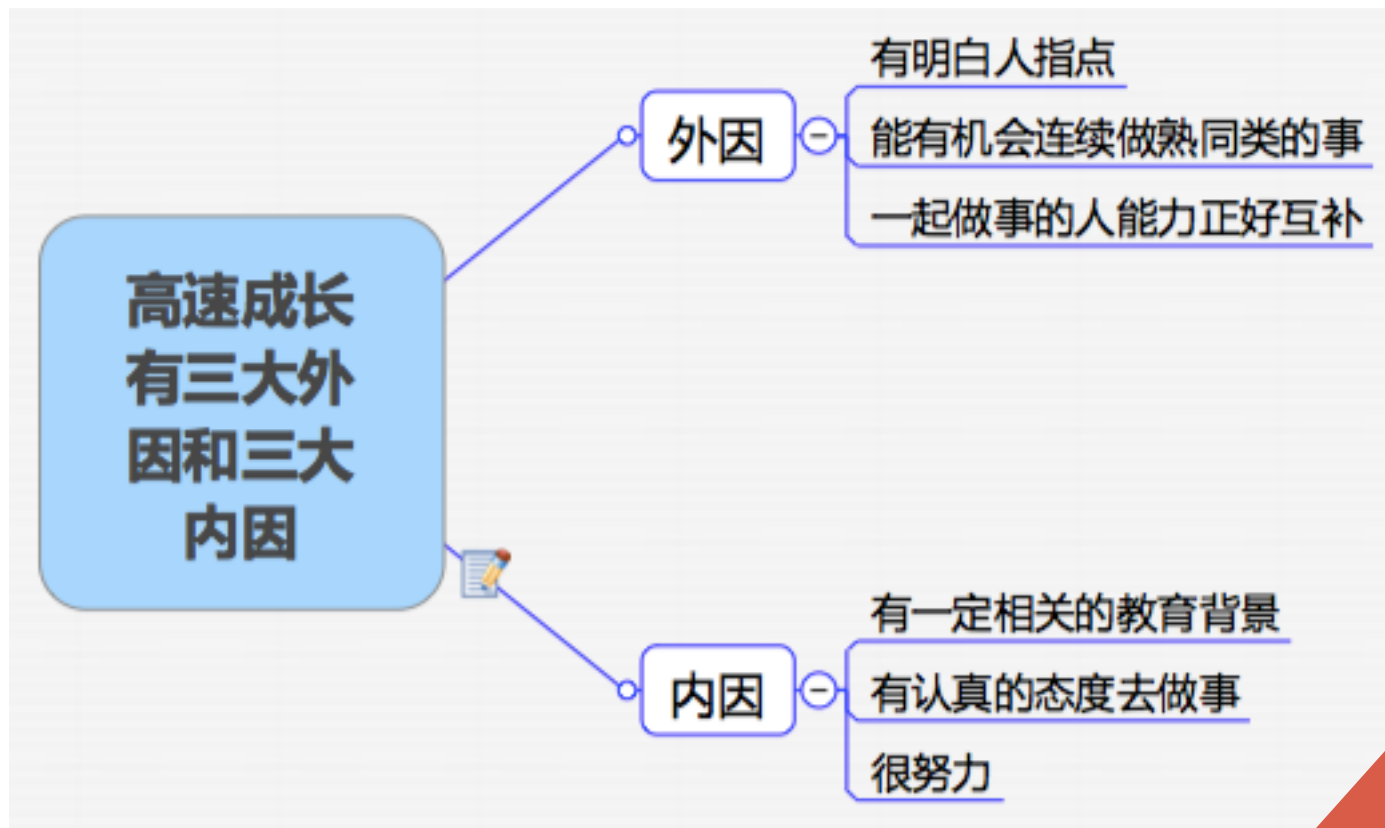 高速成长
有三大外
因和三大
内因
外因
有明白人指点
能有机会连续做熟同类的事
一起做事的人能力正好互补
内因
有一定相关的教育背景
有认真的态度去做事
很努力